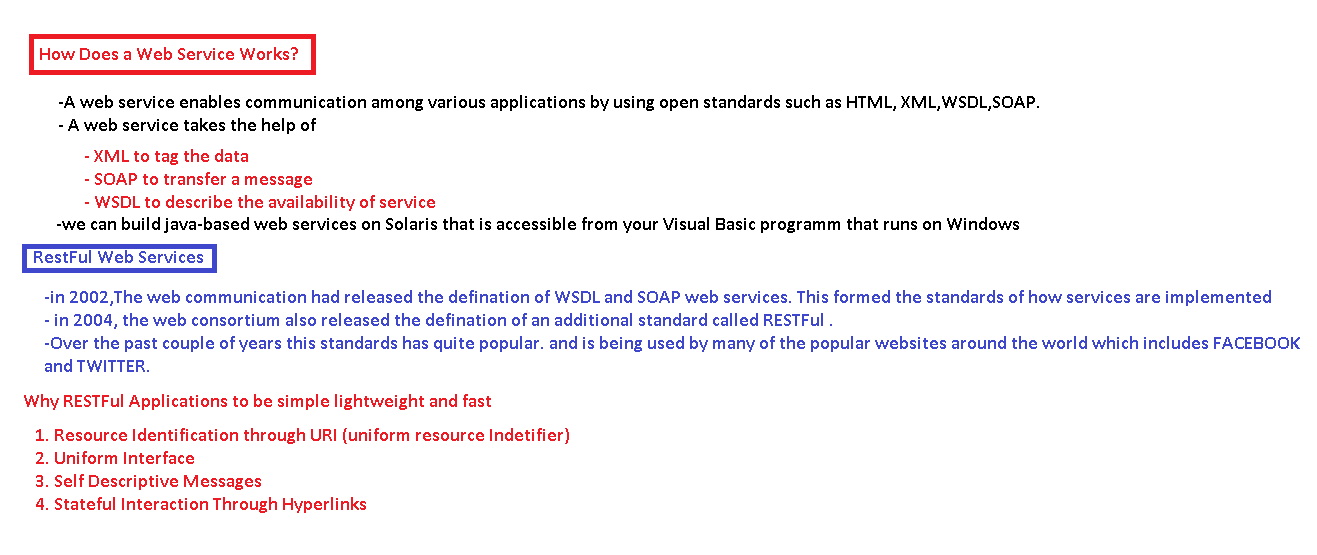 How Does a Web Service Works?
-A web service enables communication among various applications by using open standards such as HTML, XML,WSDL,SOAP.
- A web service takes the help of
- XML to tag the data
- SOAP to transfer a message
- WSDL to describe the availability of service
-we can build java-based web services on Solaris that is accessible from your Visual Basic programm that runs on Windows
RestFul Web Services
-in 2002,The web communication had released the defination of WSDL and SOAP web services. This formed the standards of how services are implemented
- in 2004, the web consortium also released the defination of an additional standard called RESTFul .
-Over the past couple of years this standards has quite popular. and is being used by many of the popular websites around the world which includes FACEBOOK
and TWITTER.
Why RESTFul Applications to be simple lightweight and fast
1. Resource Identification through URI (uniform resource Indetifier)
2. Uniform Interface
3. Self Descriptive Messages
4. Stateful Interaction Through Hyperlinks